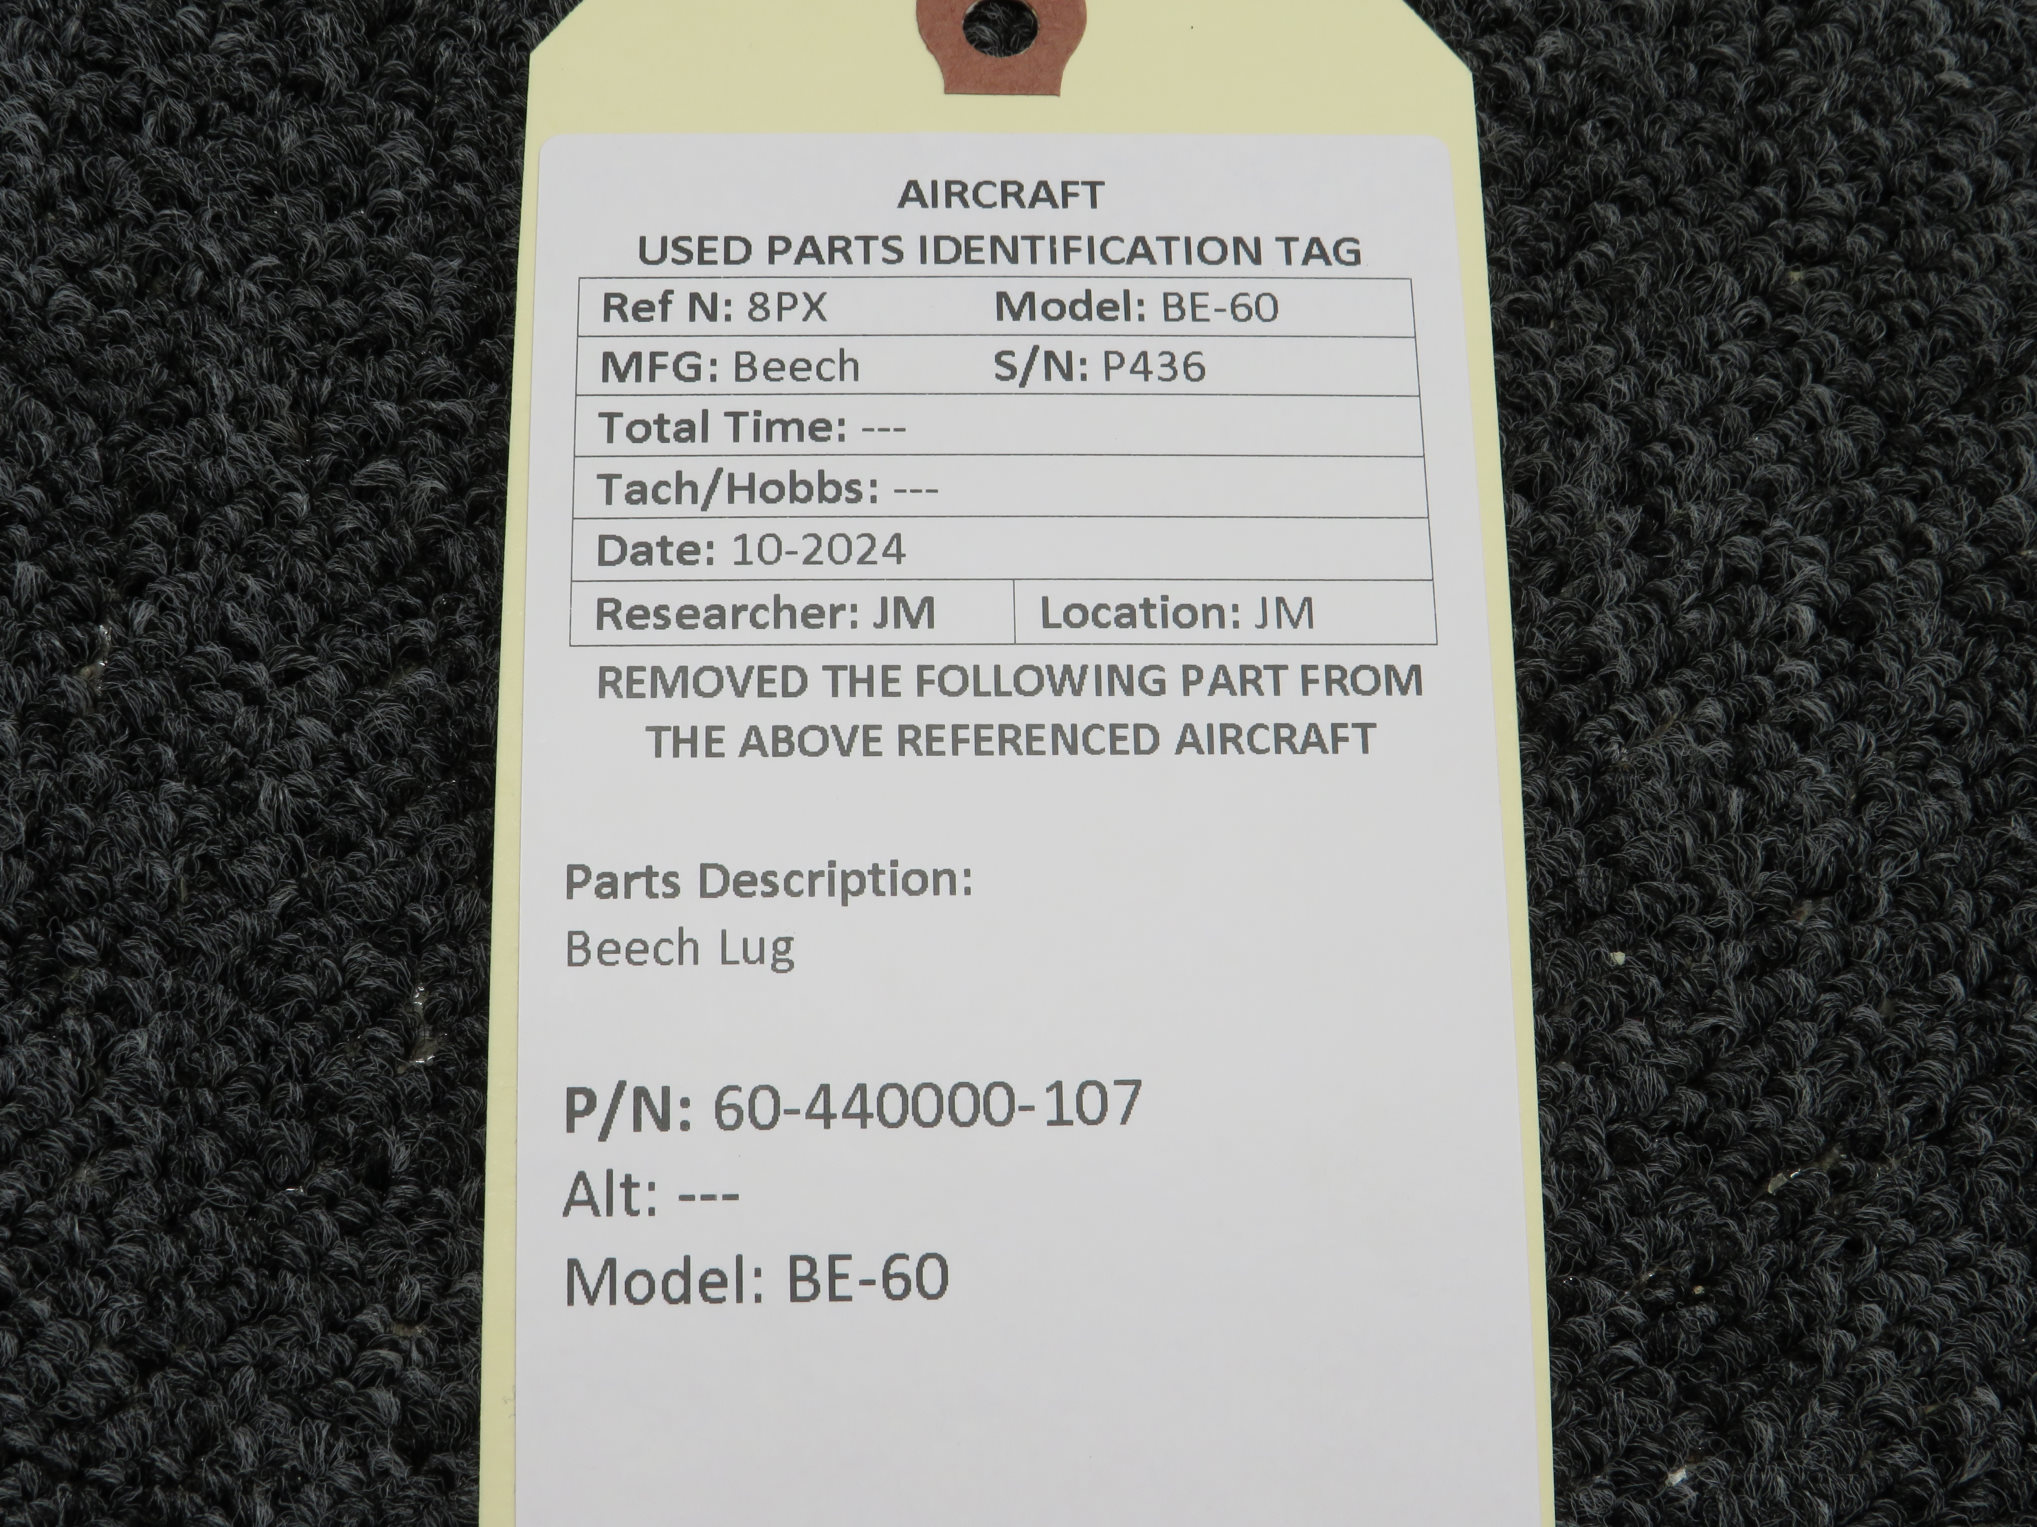 AIRCRAFT
USED PARTS IDENTIFICATION TAG
Ref N: 8PX Model: BE-60
MFG: Beech S/N: P436
Total Time: ---
Tach/Hobbs: ---
Date: 10-2024
Researcher: JM Location: JM
REMOVED THE FOLLOWING PART FROM
THE ABOVE REFERENCED AIRCRAFT
Parts Description:
Beech Lug
P/N: 60-440000-107
Alt: ---
Model: BE-60